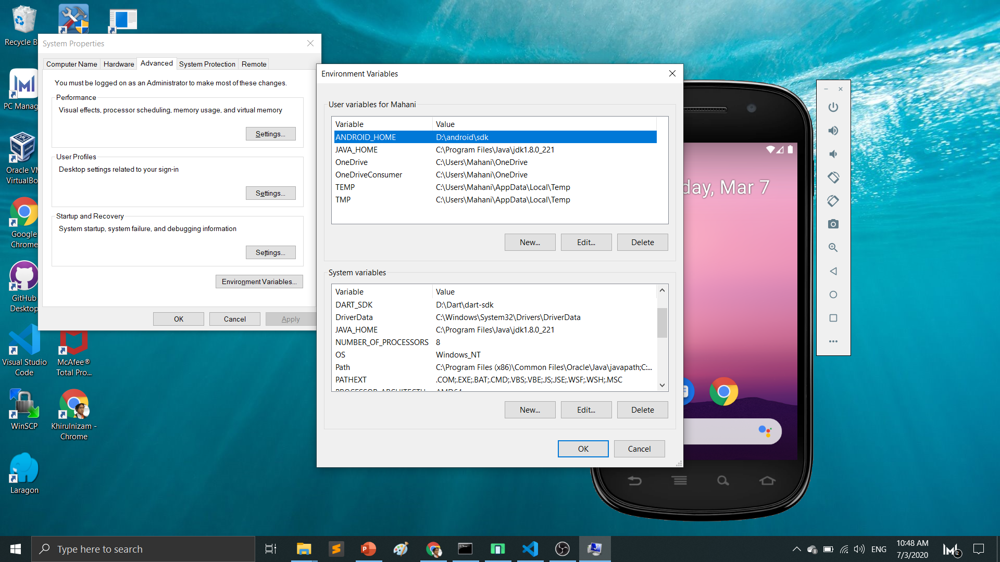 Recycle B
PC Manag
Oracle VM
VirtualBo
Google
Chrome
GitHub
Desktop
Visual Studio
Code
McAfee®
Total Pro...
WinSCP
Khirulnizam -
Chrome
Laragon
System Properties
Computer Name
Hardware
Advanced
System Protection
Remote
You must be logged on as an Administrator to make most of these changes.
Performance
Visual effects, processor scheduling, memory usage, and virtual memory
Settings...
User Profiles
Desktop settings related to your sign-in
Settings...
Startup and Recovery
System startup, system failure, and debugging information
Settings...
Environment Variables...
OK
Cancel
Apply
Environment Variables
User variables for Mahani
Variable Value
ANDROID_HOME D:\android\sdk
JAVA_HOME C:\Program Files\Java\jdk1.8.0_221
OneDrive C:\Users\Mahani\OneDrive
OneDriveConsumer C:\Users\Mahani\OneDrive
TEMP C:\Users\Mahani\AppData\Local\Temp
TMP C:\Users\Mahani\AppData\Local\Temp
New... Edit... Delete
System variables
Variable Value
DART_SDK D:\Dart\dart-sdk
DriverData C:\Windows\System32\Drivers\DriverData
JAVA_HOME C:\Program Files\Java\jdk1.8.0_221
NUMBER_OF_PROCESSORS 8
OS Windows_NT
Path C:\Program Files (x86)\Common Files\Oracle\Java\javapath;C:...
PATHEXT .COM;.EXE;.BAT;.CMD;.VBS;.VBE;.JS;.JSE;.WSF;.WSH;.MSC
PROCESSOR_ARCHITECTU AMD64
New... Edit... Delete
OK Cancel
day, Mar 7
Type here to search
ENG
10:48 AM
7/3/2020
2